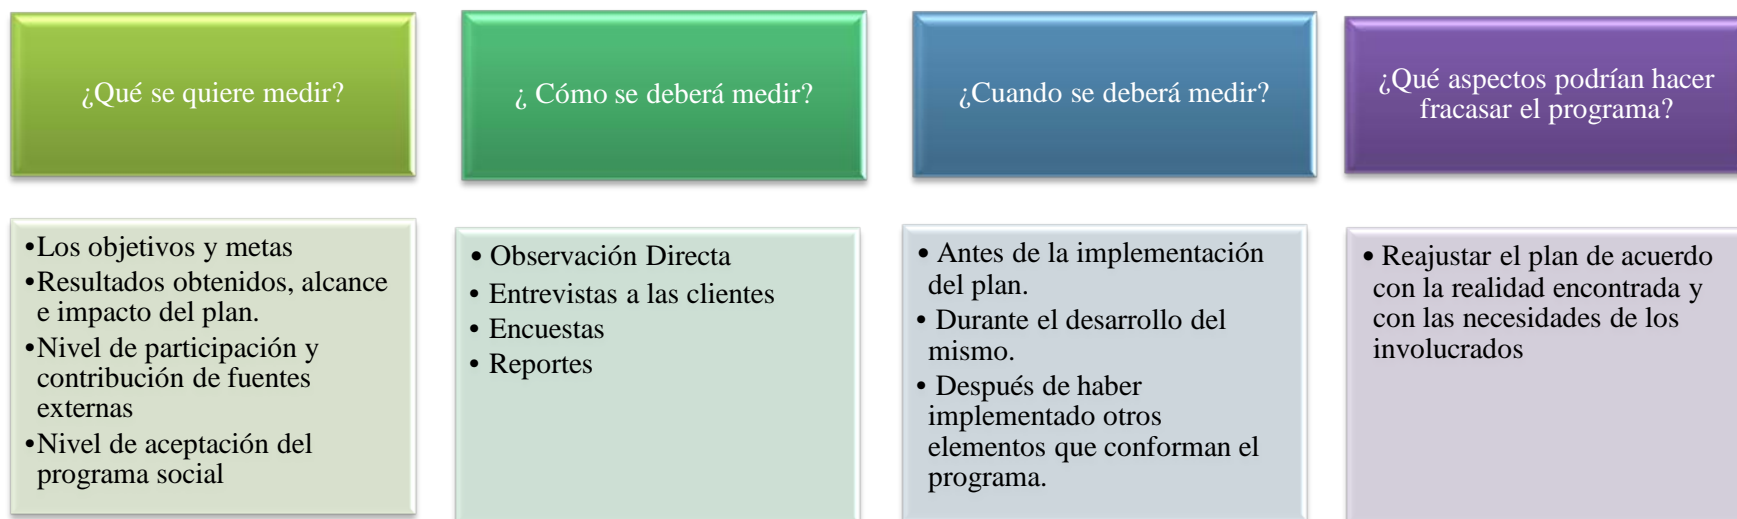 ¿Qué se quiere medir?
•Los objetivos y metas
•Resultados obtenidos, alcance
e impacto del plan.
•Nivel de participación y
contribución de fuentes
externas
•Nivel de aceptación del
programa social
¿ Cómo se deberá medir?
• Observación Directa
• Entrevistas a las clientes
• Encuestas
• Reportes
¿Cuando se deberá medir?
• Antes de la implementación
del plan.
• Durante el desarrollo del
mismo.
• Después de haber
implementado otros
elementos que conforman el
programa.
¿Qué aspectos podrían hacer
fracasar el programa?
• Reajustar el plan de acuerdo
con la realidad encontrada y
con las necesidades de los
involucrados